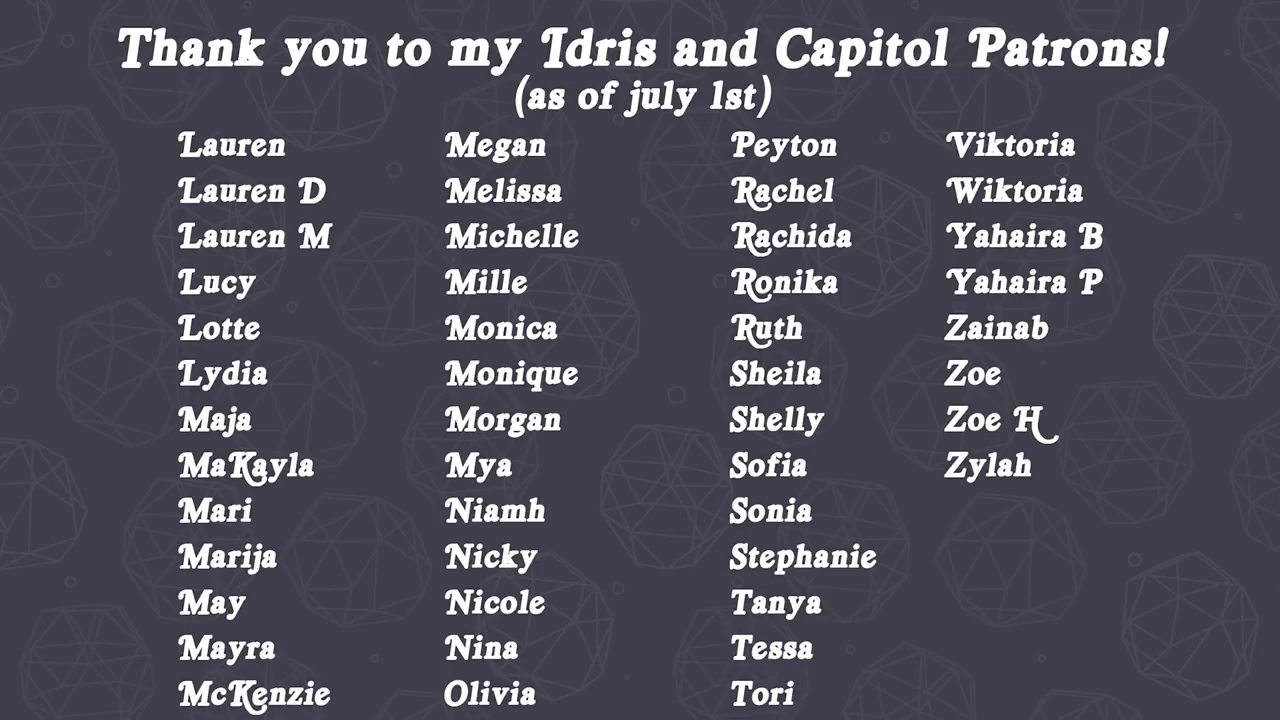 Thank you to my Idris and Capitol Patrons!
(as of july 1st)
Lauren
Lauren D
Lauren M
Lucy
Lotte
Lydia
Maja
MaKayla
Mari
Marija
May
Mayra
McKenzie
Megan
Melissa
Michelle
Mille
Monica
Monique
Morgan
Mya
Niamh
Nicky
Nicole
Nina
Olivia
Peyton
Rachel
Rachida
Ronika
Ruth
Sheila
Shelly
Sofia
Sonia
Stephanie
Tanya
Tessa
Tori
Viktoria
Wiktoria
Yahaira B
Yahaira P
Zainab
Zoe
Zoe H
Zylah